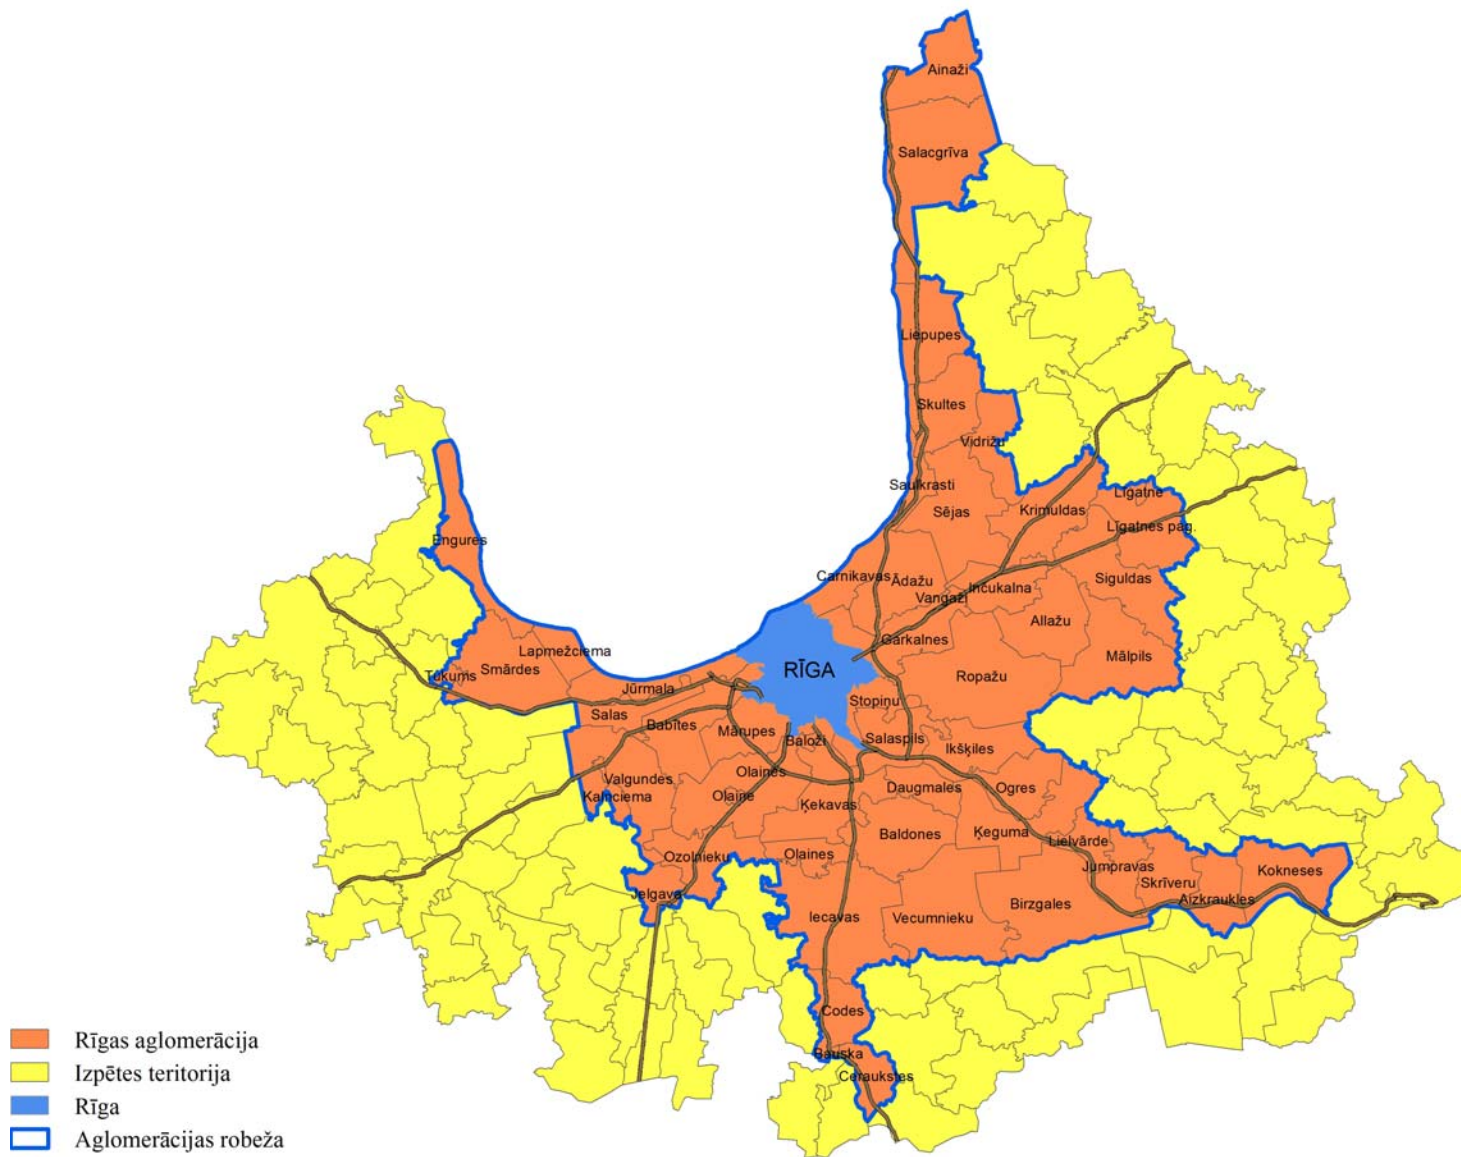 Ainaži
Salacgrīva
Liepupes
Skultes
Vidrižu
Saulkrasti
Sējas
Krimuldas
Līgatne
Līgatnes pag.
Engures
Carnikavas
Ādažu
Vangaži
Inčukalna
Siguldas
Allažu
Garkalnes
Mālpils
Lapmežciema
Smārdes
Tukums
RĪGA
Ropažu
Jūrmala
Stopiņu
Salas
Babītes
Mārupes
Baloži
Salaspils
Ikšķiles
Valgundes
Kalnciema
Olaines
Olaine
Ķekavas
Daugmales
Ogres
Baldones
Ķeguma
Lielvārde
Ozolnieku
Olaines
Jumpravas
Skrīveru
Kokneses
Aizkraukles
Jelgava
Iecavas
Vecumnieku
Birzgales
Codes
Bauska
Ceraukstes
Rīgas aglomerācija
Izpētes teritorija
Rīga
Aglomerācijas robeža